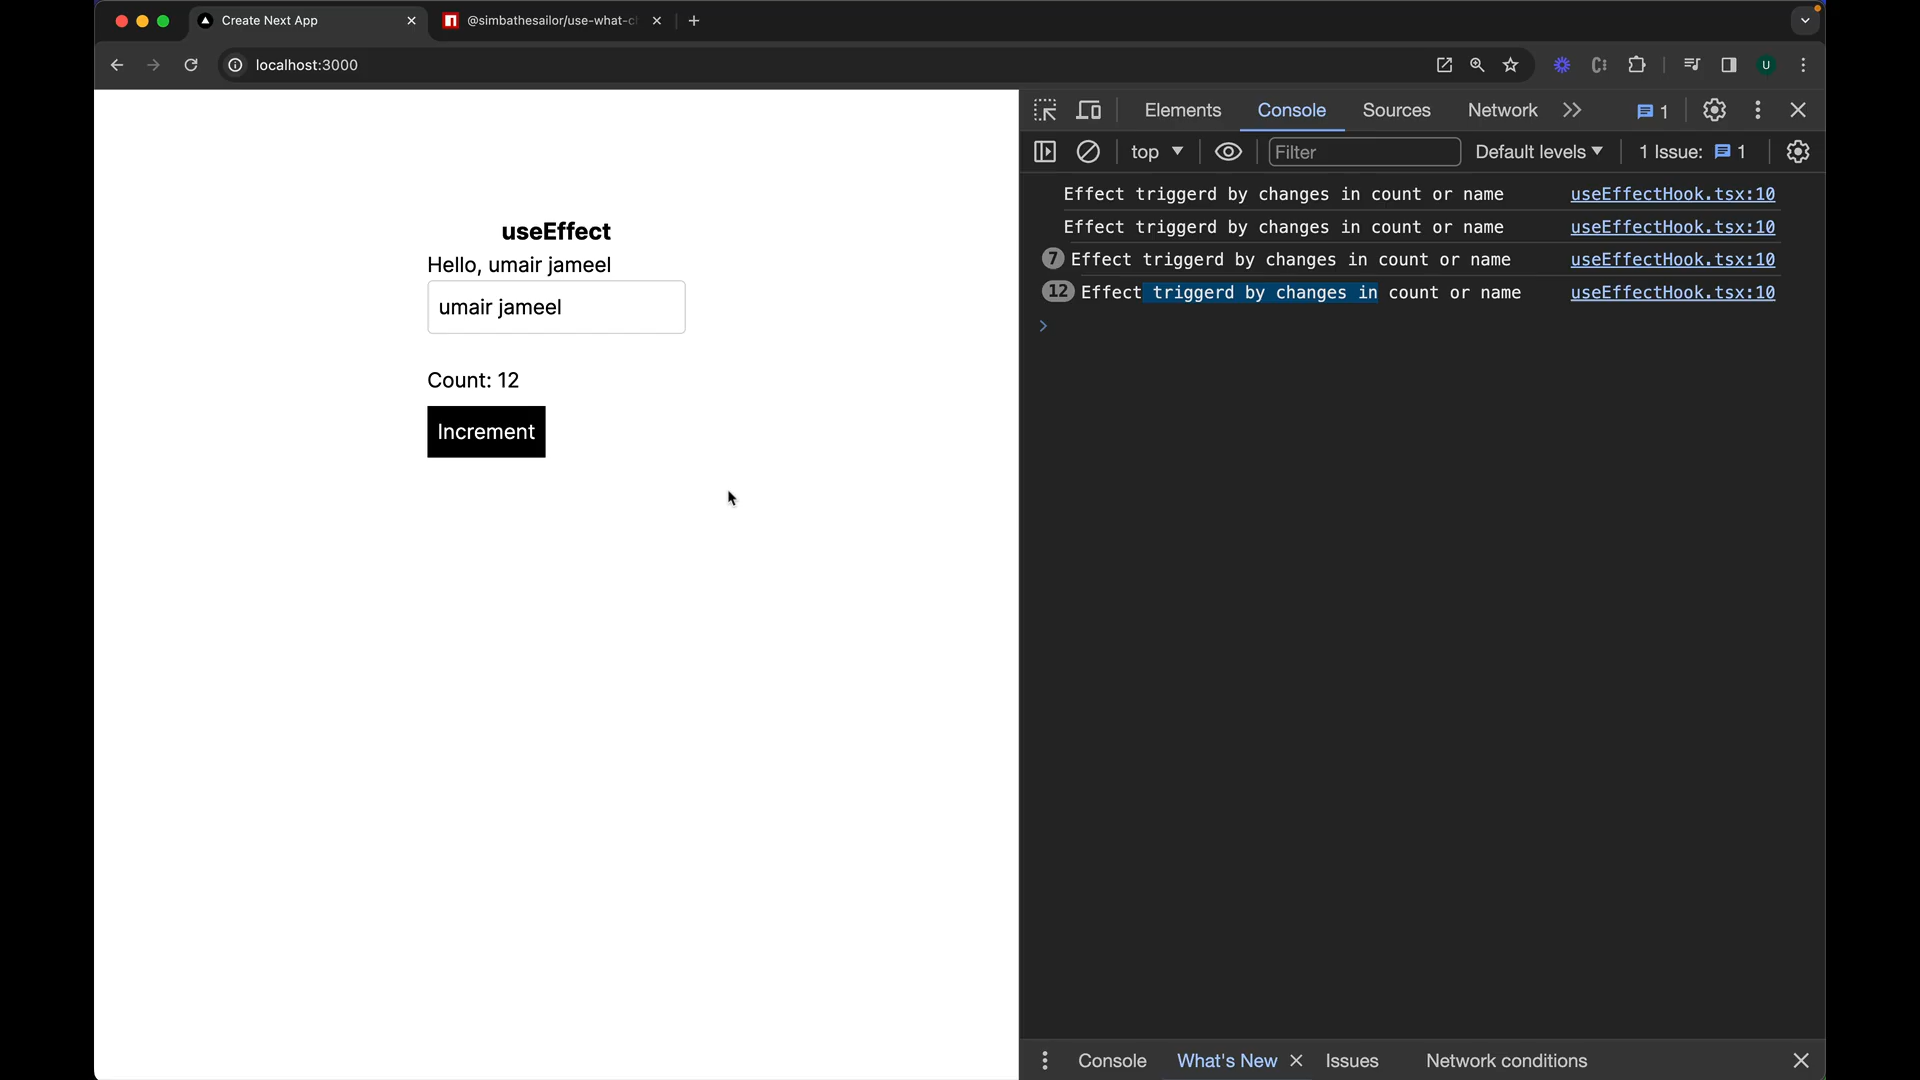 Create Next App
@simbathesailor/use-what-c
localhost:3000
U
Elements Console Sources Network 1
top Filter Default levels 1 Issue: 1
useEffect
Hello, umair jameel
umair jameel
Count: 12
Increment
Effect triggerd by changes in count or name useEffectHook.tsx:10
Effect triggerd by changes in count or name useEffectHook.tsx:10
7 Effect triggerd by changes in count or name useEffectHook.tsx:10
12 Effect triggerd by changes in count or name useEffectHook.tsx:10
Console What's New Issues Network conditions